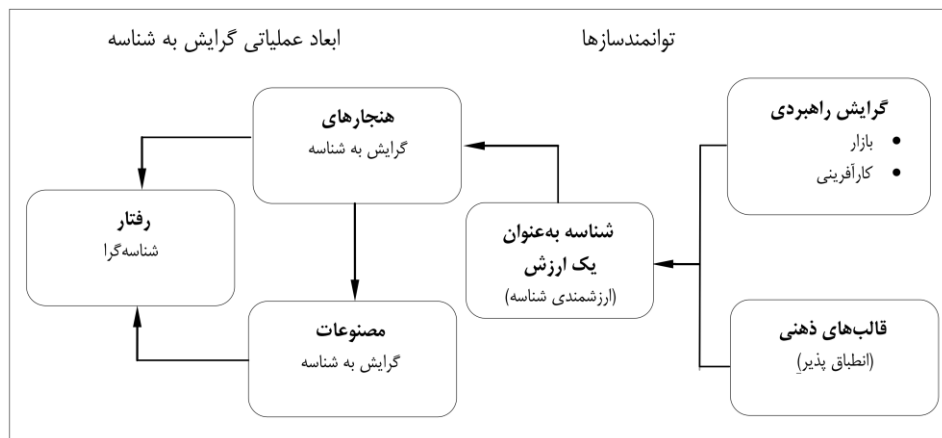 توانمندسازها
ابعاد عملیاتی گرایش به شناسه
گرایش راهبردی
• بازار
• کارآفرینی
قالب‌های ذهنی
(انطباق پذیر)
شناسه به‌عنوان
یک ارزش
(ارزشمندی شناسه)
هنجارهای
گرایش به شناسه
مصنوعات
گرایش به شناسه
رفتار
شناسه‌گرا